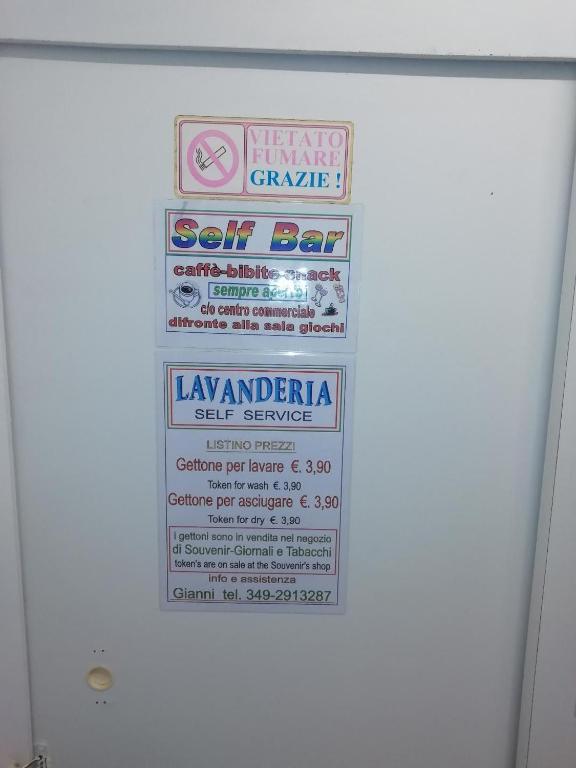 VIETATO
FUMARE
GRAZIE !
Self Bar
caffè-bibite-snack
sempre aperto
c/o centro commerciale
difronte alla sala giochi
LAVANDERIA
SELF SERVICE
LISTINO PREZZI
Gettone per lavare €. 3,90
Token for wash €. 3,90
Gettone per asciugare €. 3,90
Token for dry €. 3,90
i gettoni sono in vendita nel negozio
di Souvenir-Giornali e Tabacchi
token's are on sale at the Souvenir's shop
info e assistenza
Gianni tel. 349-2913287